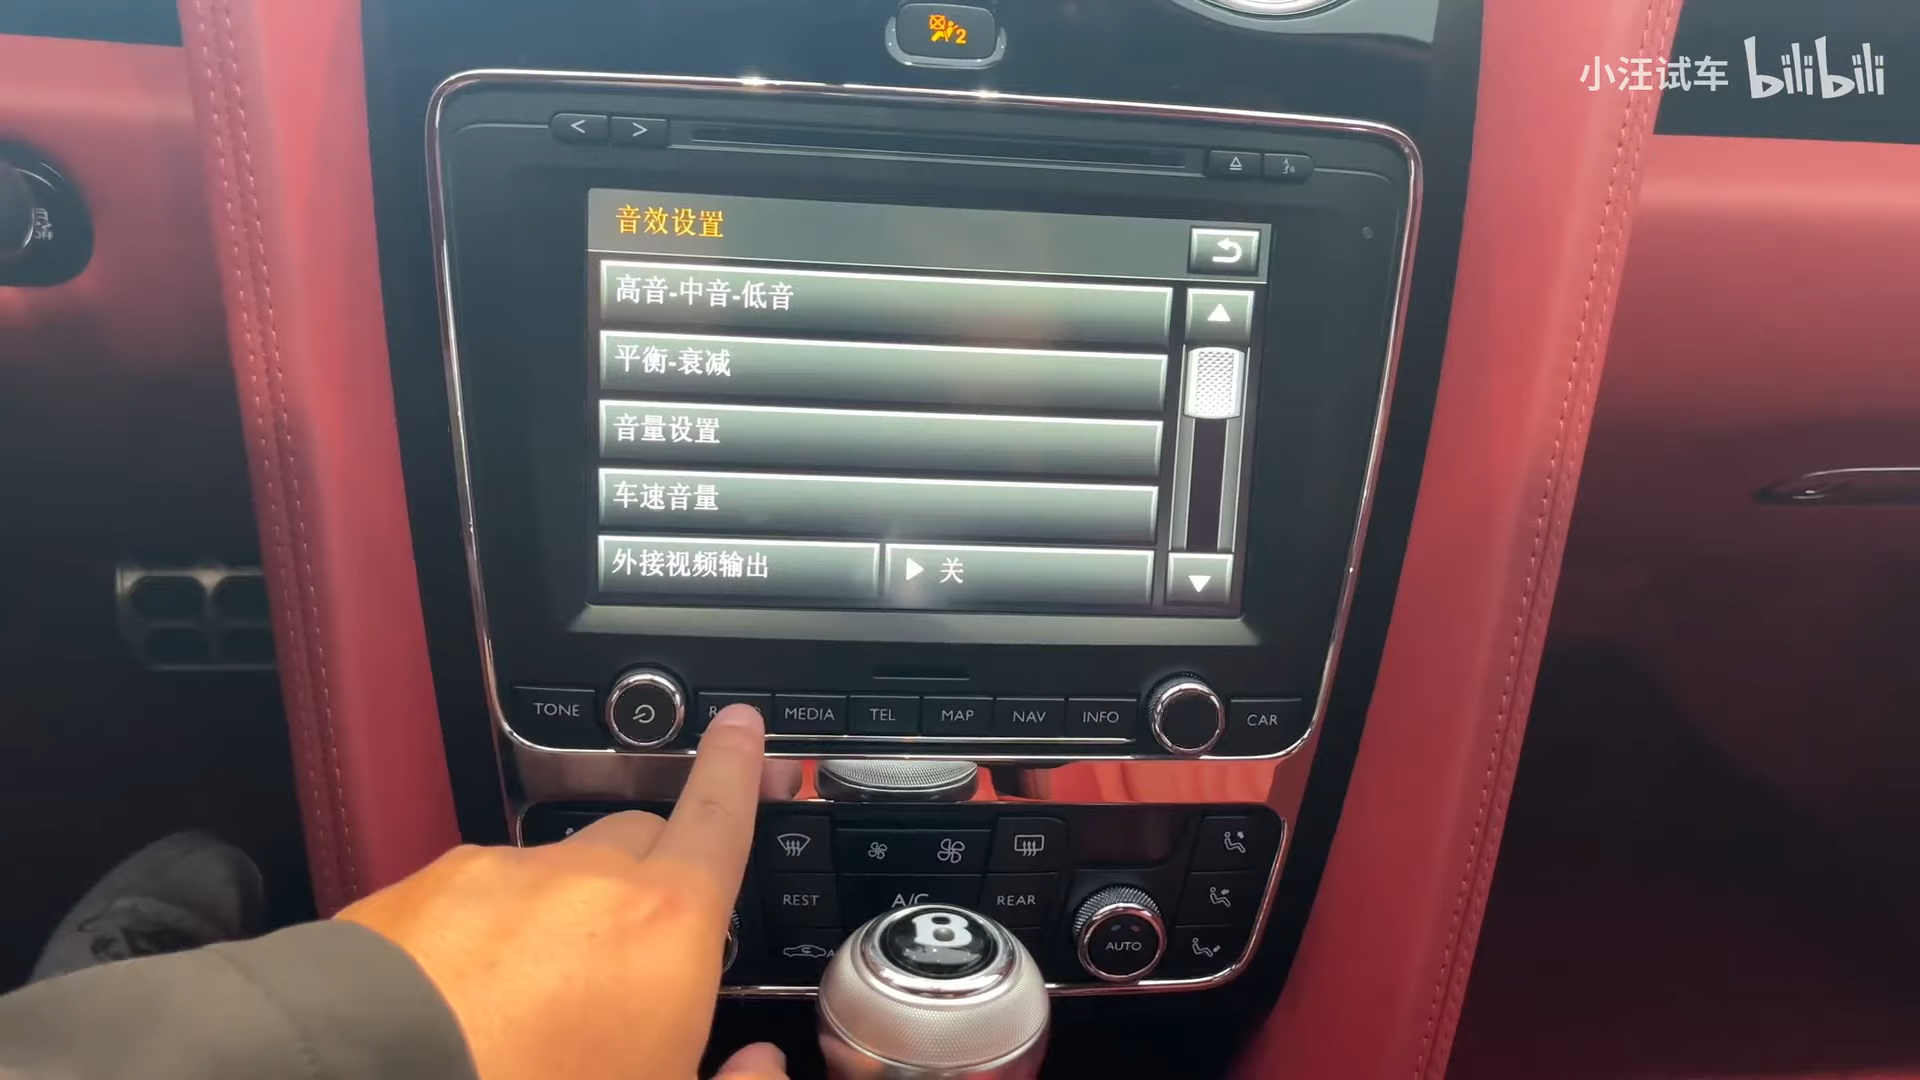 2
小汪试车 bilibili
音效设置
高音-中音-低音
平衡-衰减
音量设置
车速音量
外接视频输出 关
TONE MEDIA TEL MAP NAV INFO CAR
REST A/C REAR
AUTO
B
OFF